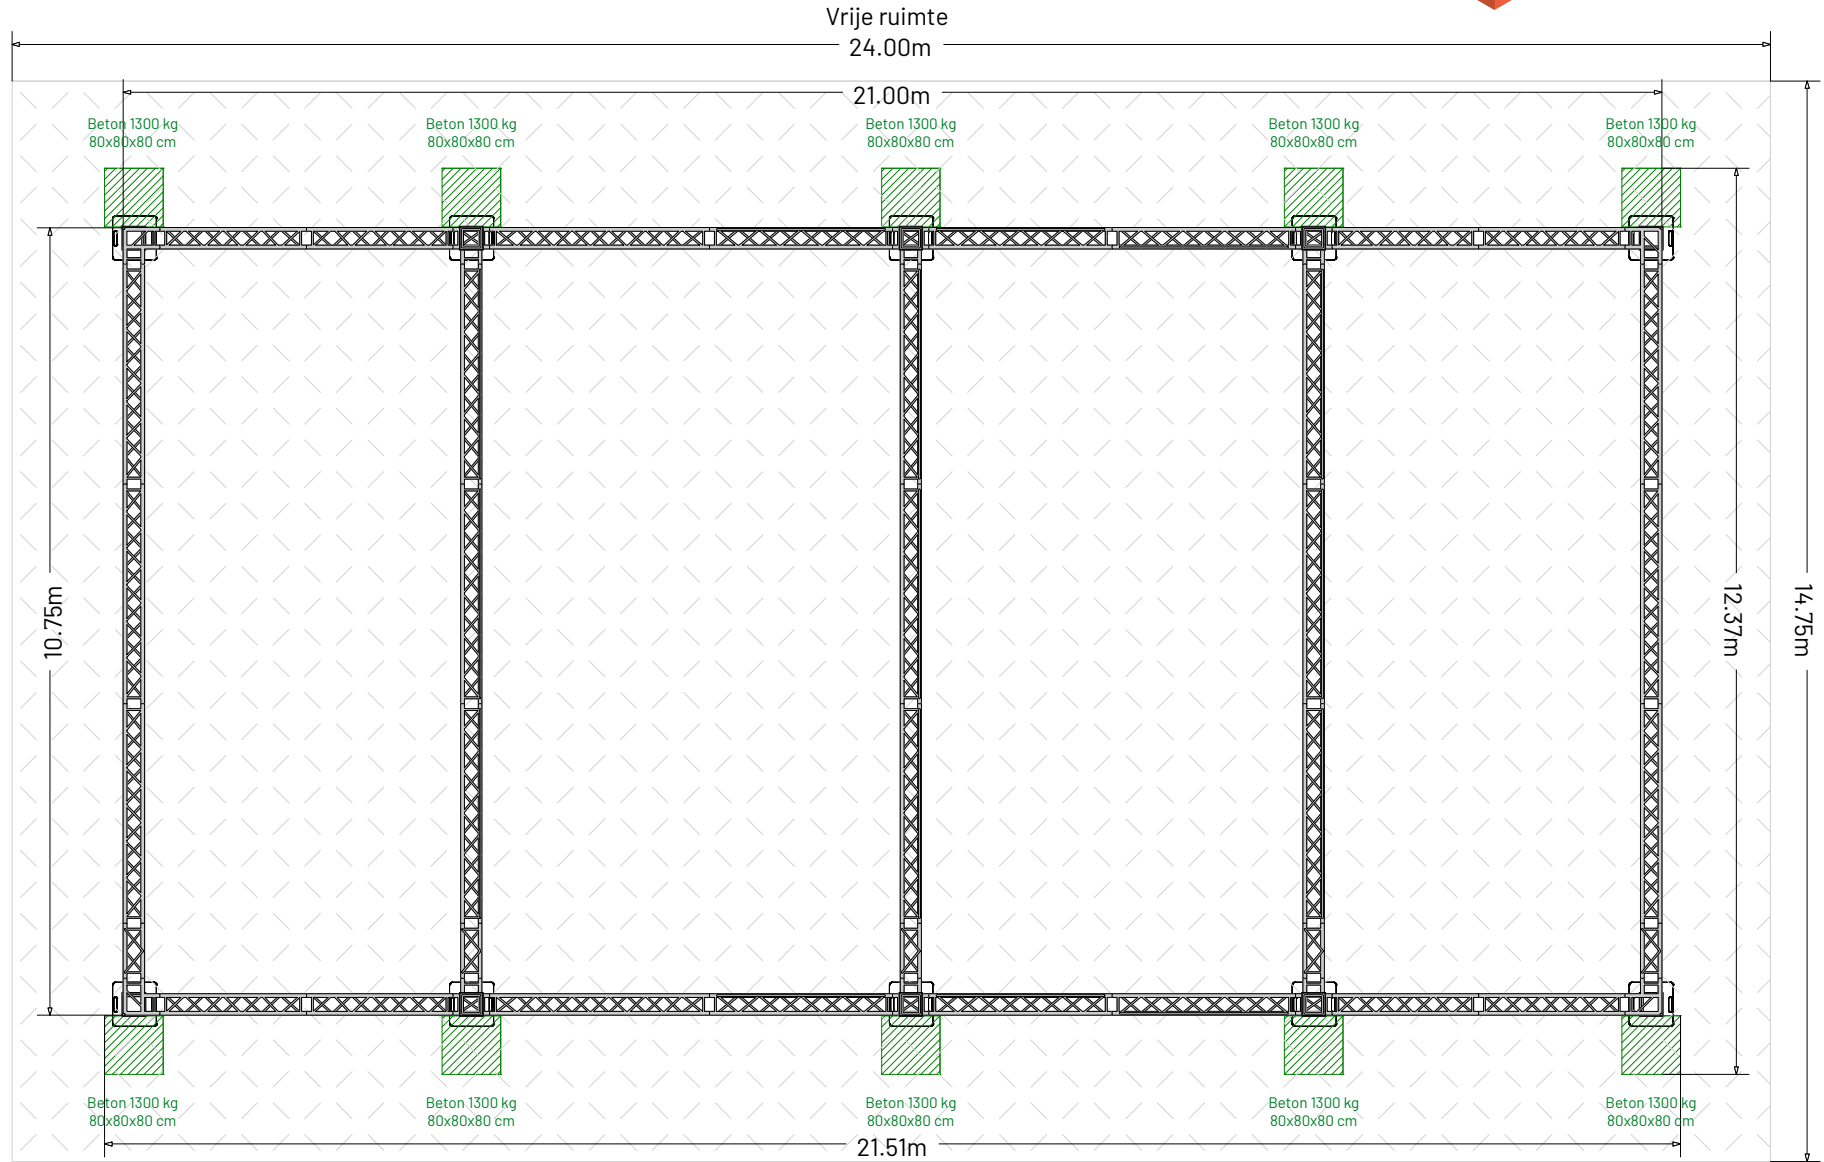 Vrije ruimte
24.00m
21.00m
Beton 1300 kg
80x80x80 cm
Beton 1300 kg
80x80x80 cm
Beton 1300 kg
80x80x80 cm
Beton 1300 kg
80x80x80 cm
Beton 1300 kg
80x80x80 cm
10.75m
12.37m
14.75m
Beton 1300 kg
80x80x80 cm
Beton 1300 kg
80x80x80 cm
Beton 1300 kg
80x80x80 cm
Beton 1300 kg
80x80x80 cm
Beton 1300 kg
80x80x80 cm
21.51m